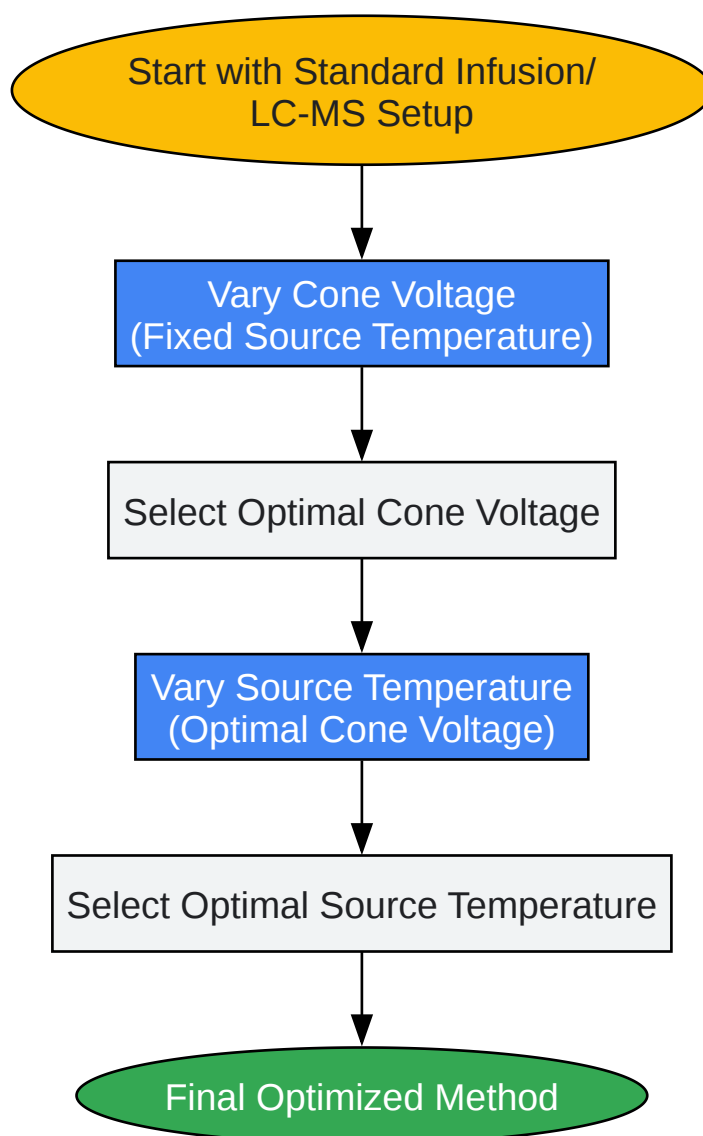 Start with Standard Infusion/
LC-MS Setup
Vary Cone Voltage
(Fixed Source Temperature)
Select Optimal Cone Voltage
Vary Source Temperature
(Optimal Cone Voltage)
Select Optimal Source Temperature
Final Optimized Method